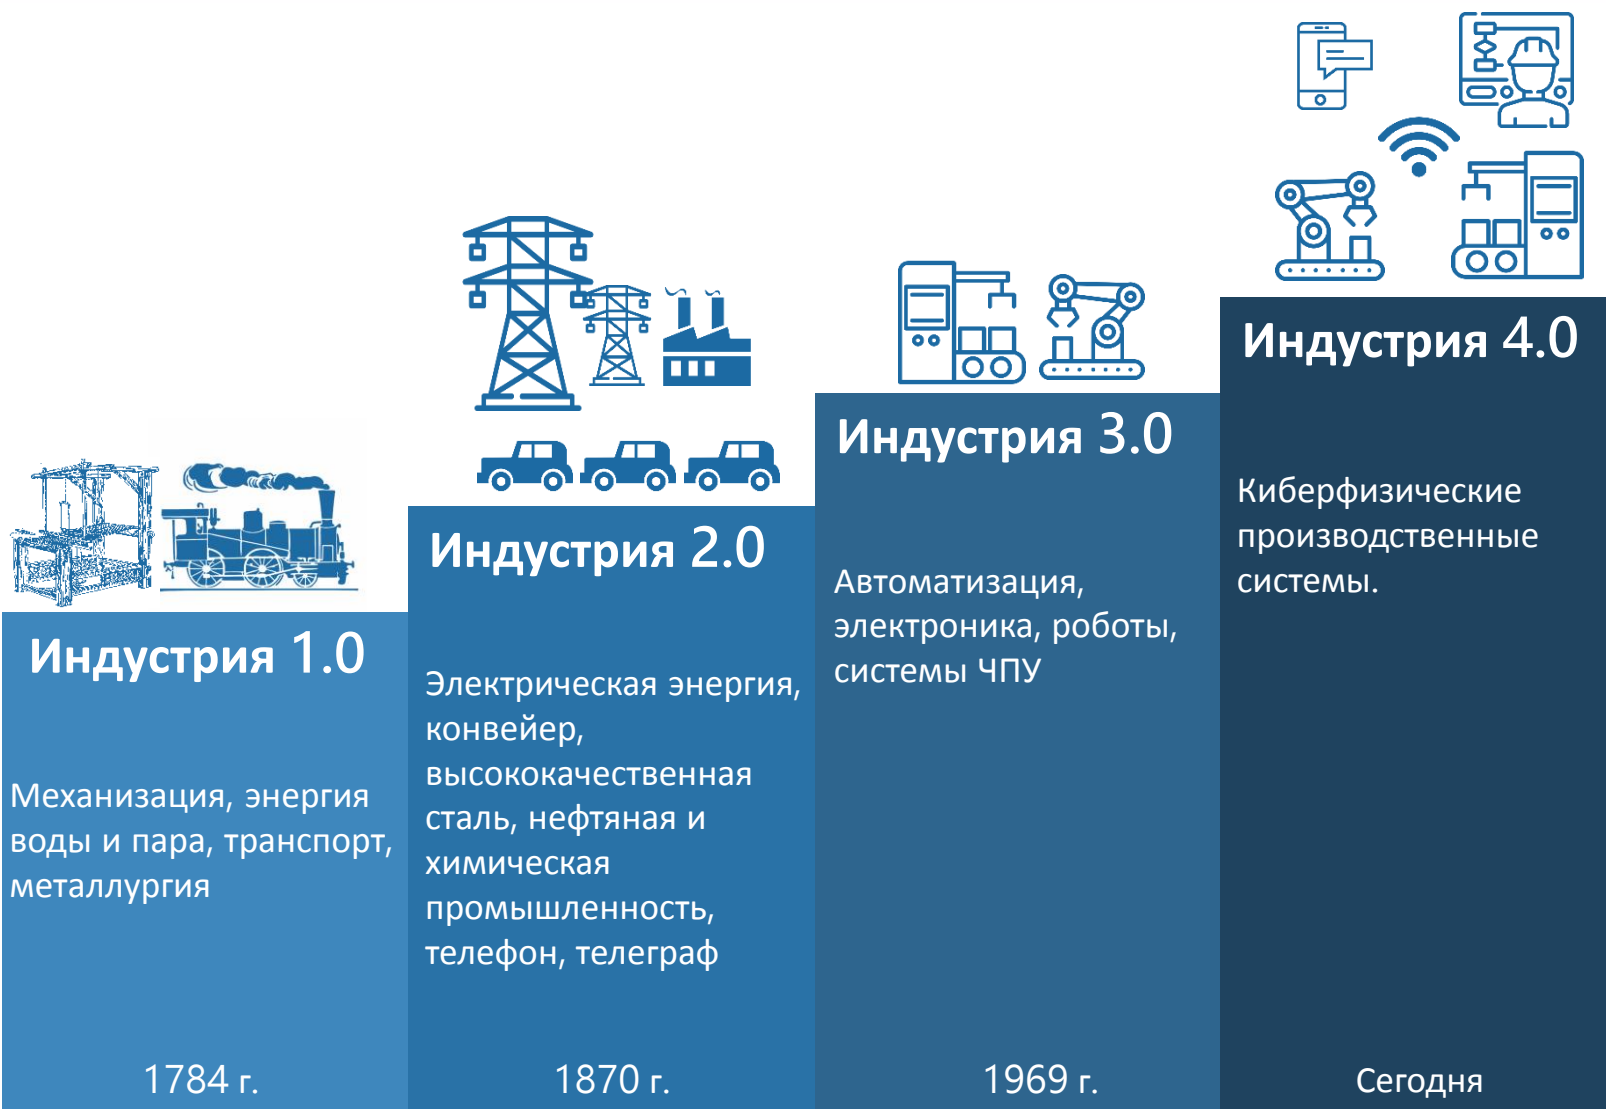 Индустрия 1.0
Механизация, энергия
воды и пара, транспорт,
металлургия
1784 г.
Индустрия 2.0
Электрическая энергия,
конвейер,
высококачественная
сталь, нефтяная и
химическая
промышленность,
телефон, телеграф
1870 г.
Индустрия 3.0
Автоматизация,
электроника, роботы,
системы ЧПУ
1969 г.
Индустрия 4.0
Киберфизические
производственные
системы.
Сегодня